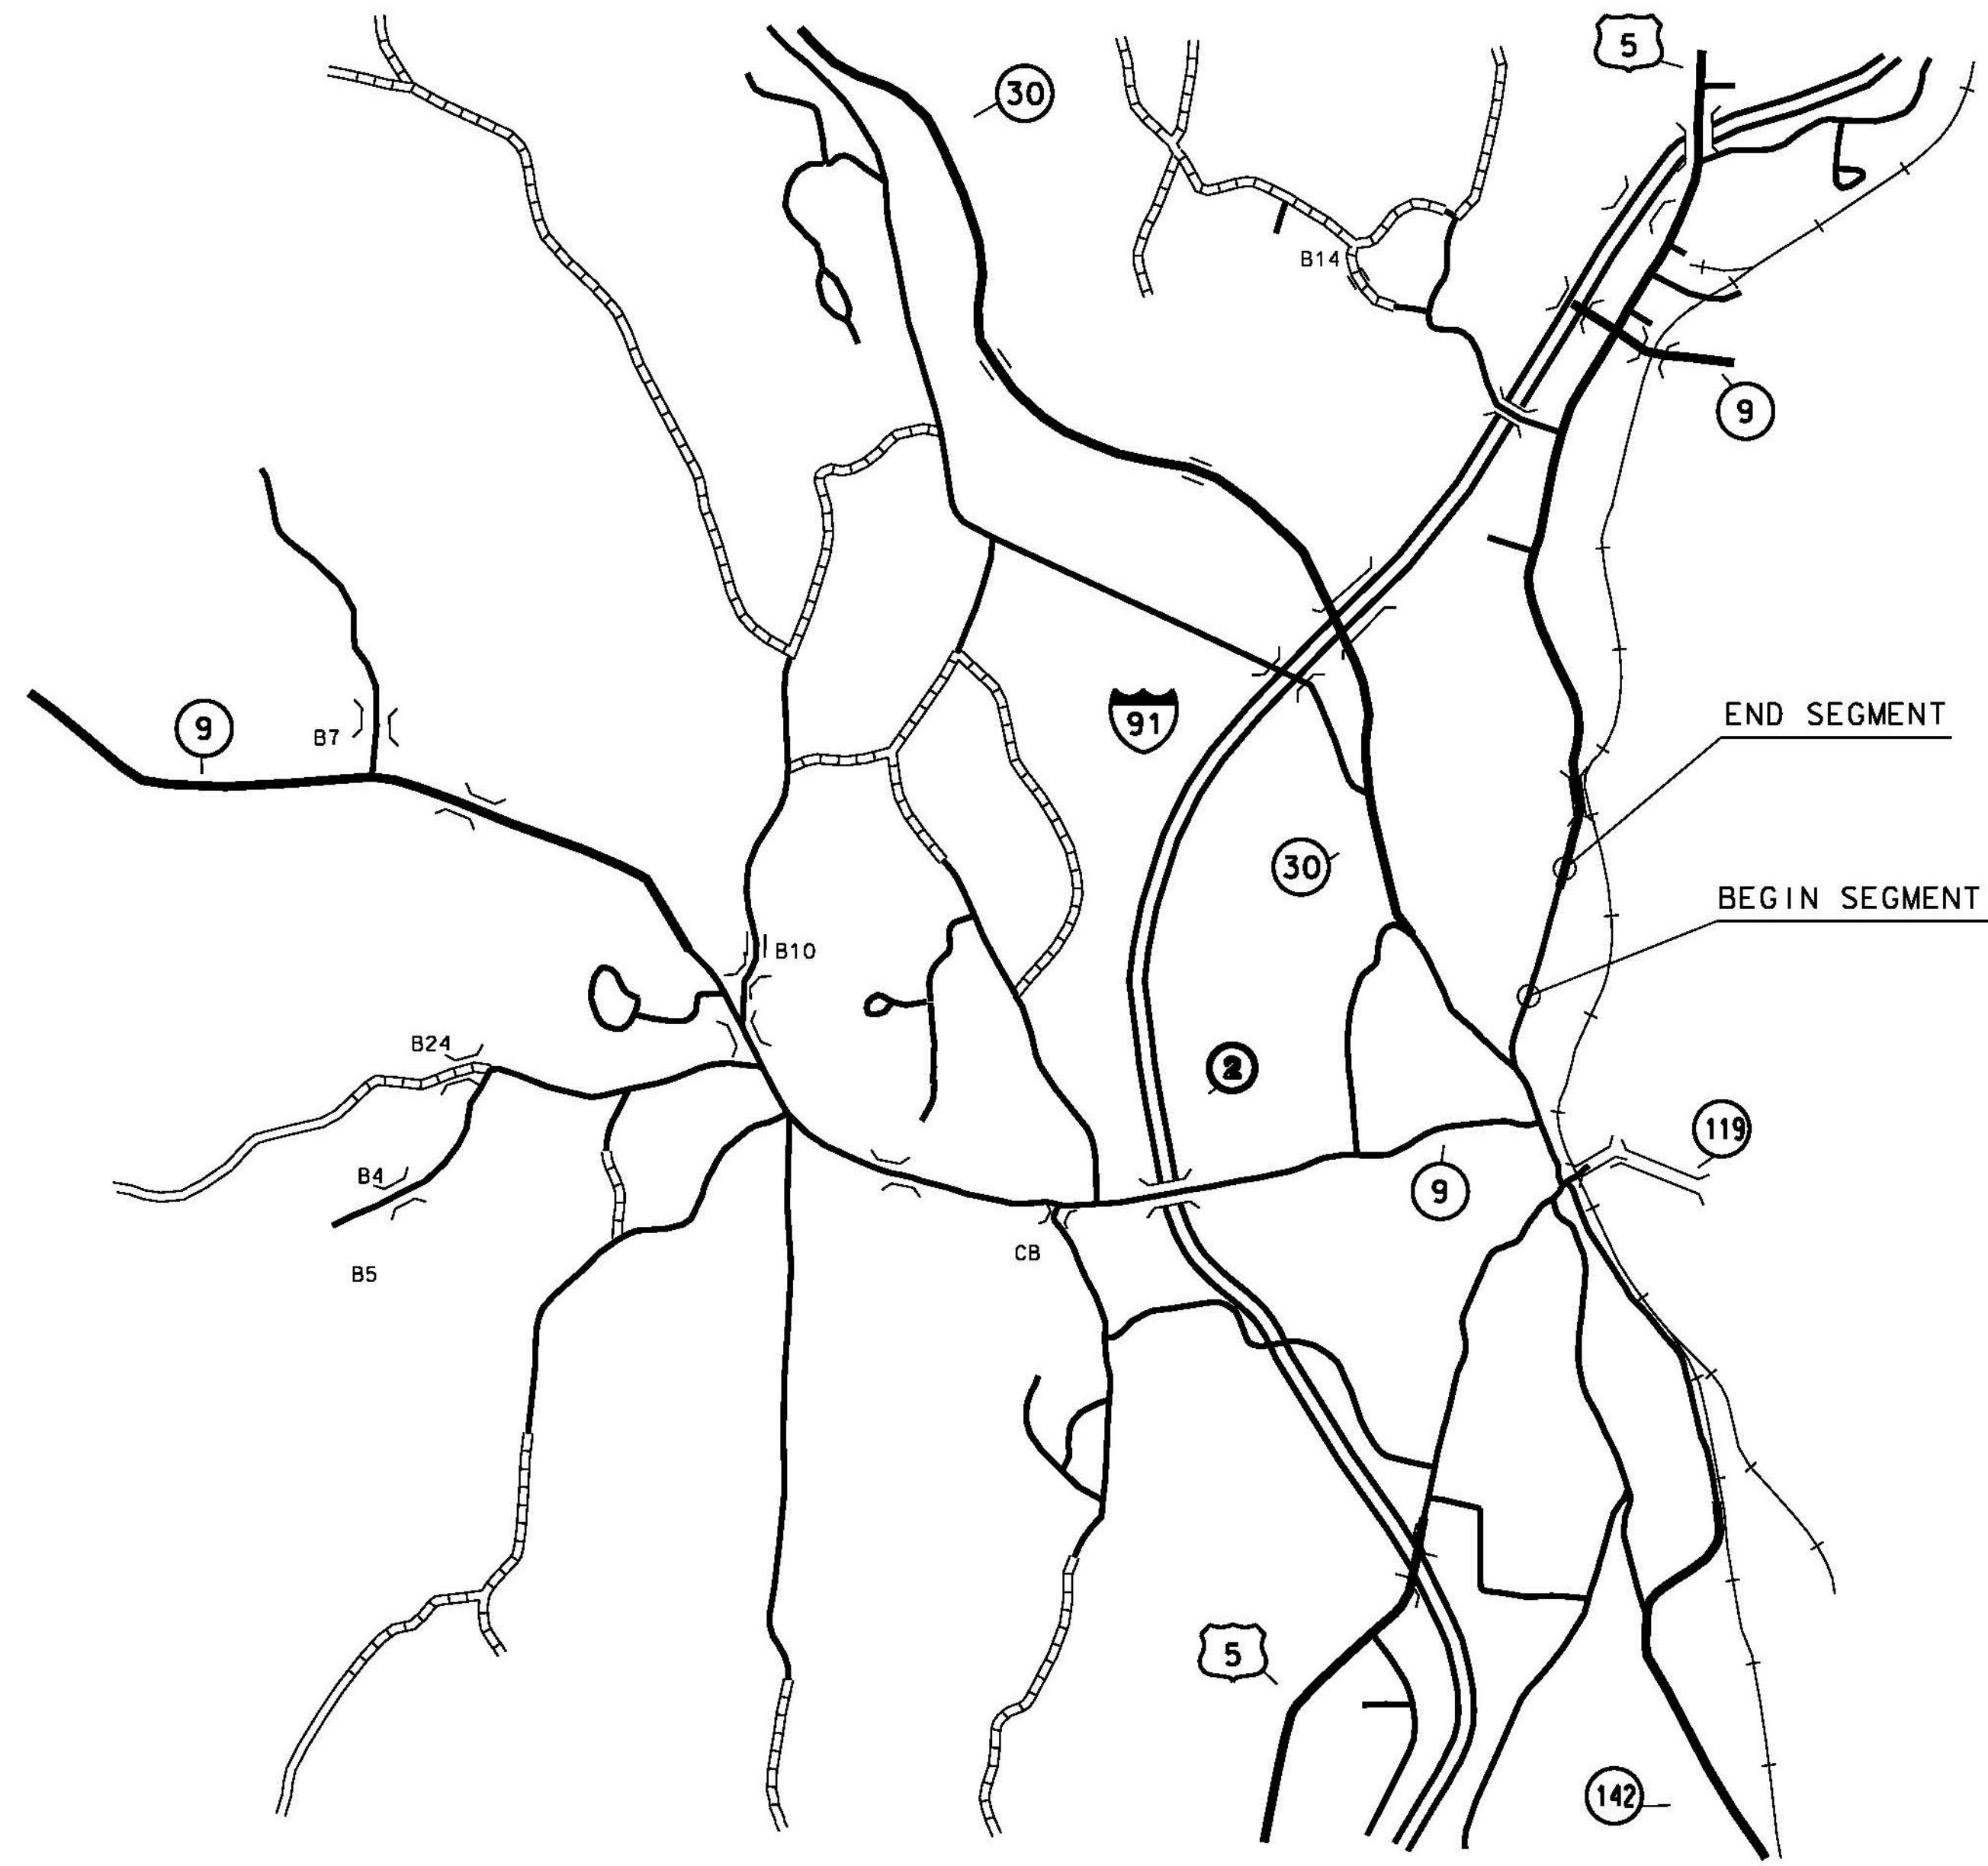 5
30
B14
9
END SEGMENT
91
9
B7
30
BEGIN SEGMENT
B10
B24
2
119
B4
9
CB
B5
5
142